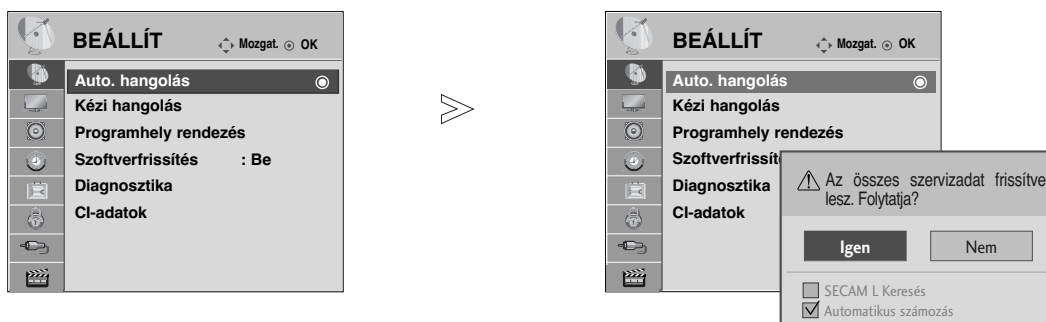 BEÁLLÍT Mozgat. OK
Auto. hangolás
Kézi hangolás
Programhely rendezés
Szoftverfrissítés : Be
Diagnosztika
CI-adatok
BEÁLLÍT Mozgat. OK
Auto. hangolás
Kézi hangolás
Programhely rendezés
Szoftverfrissít
Diagnosztika
CI-adatok
Az összes szervizadat frissítve
lesz. Folytatja?
Igen Nem
SECAM L Keresés
Automatikus számozás